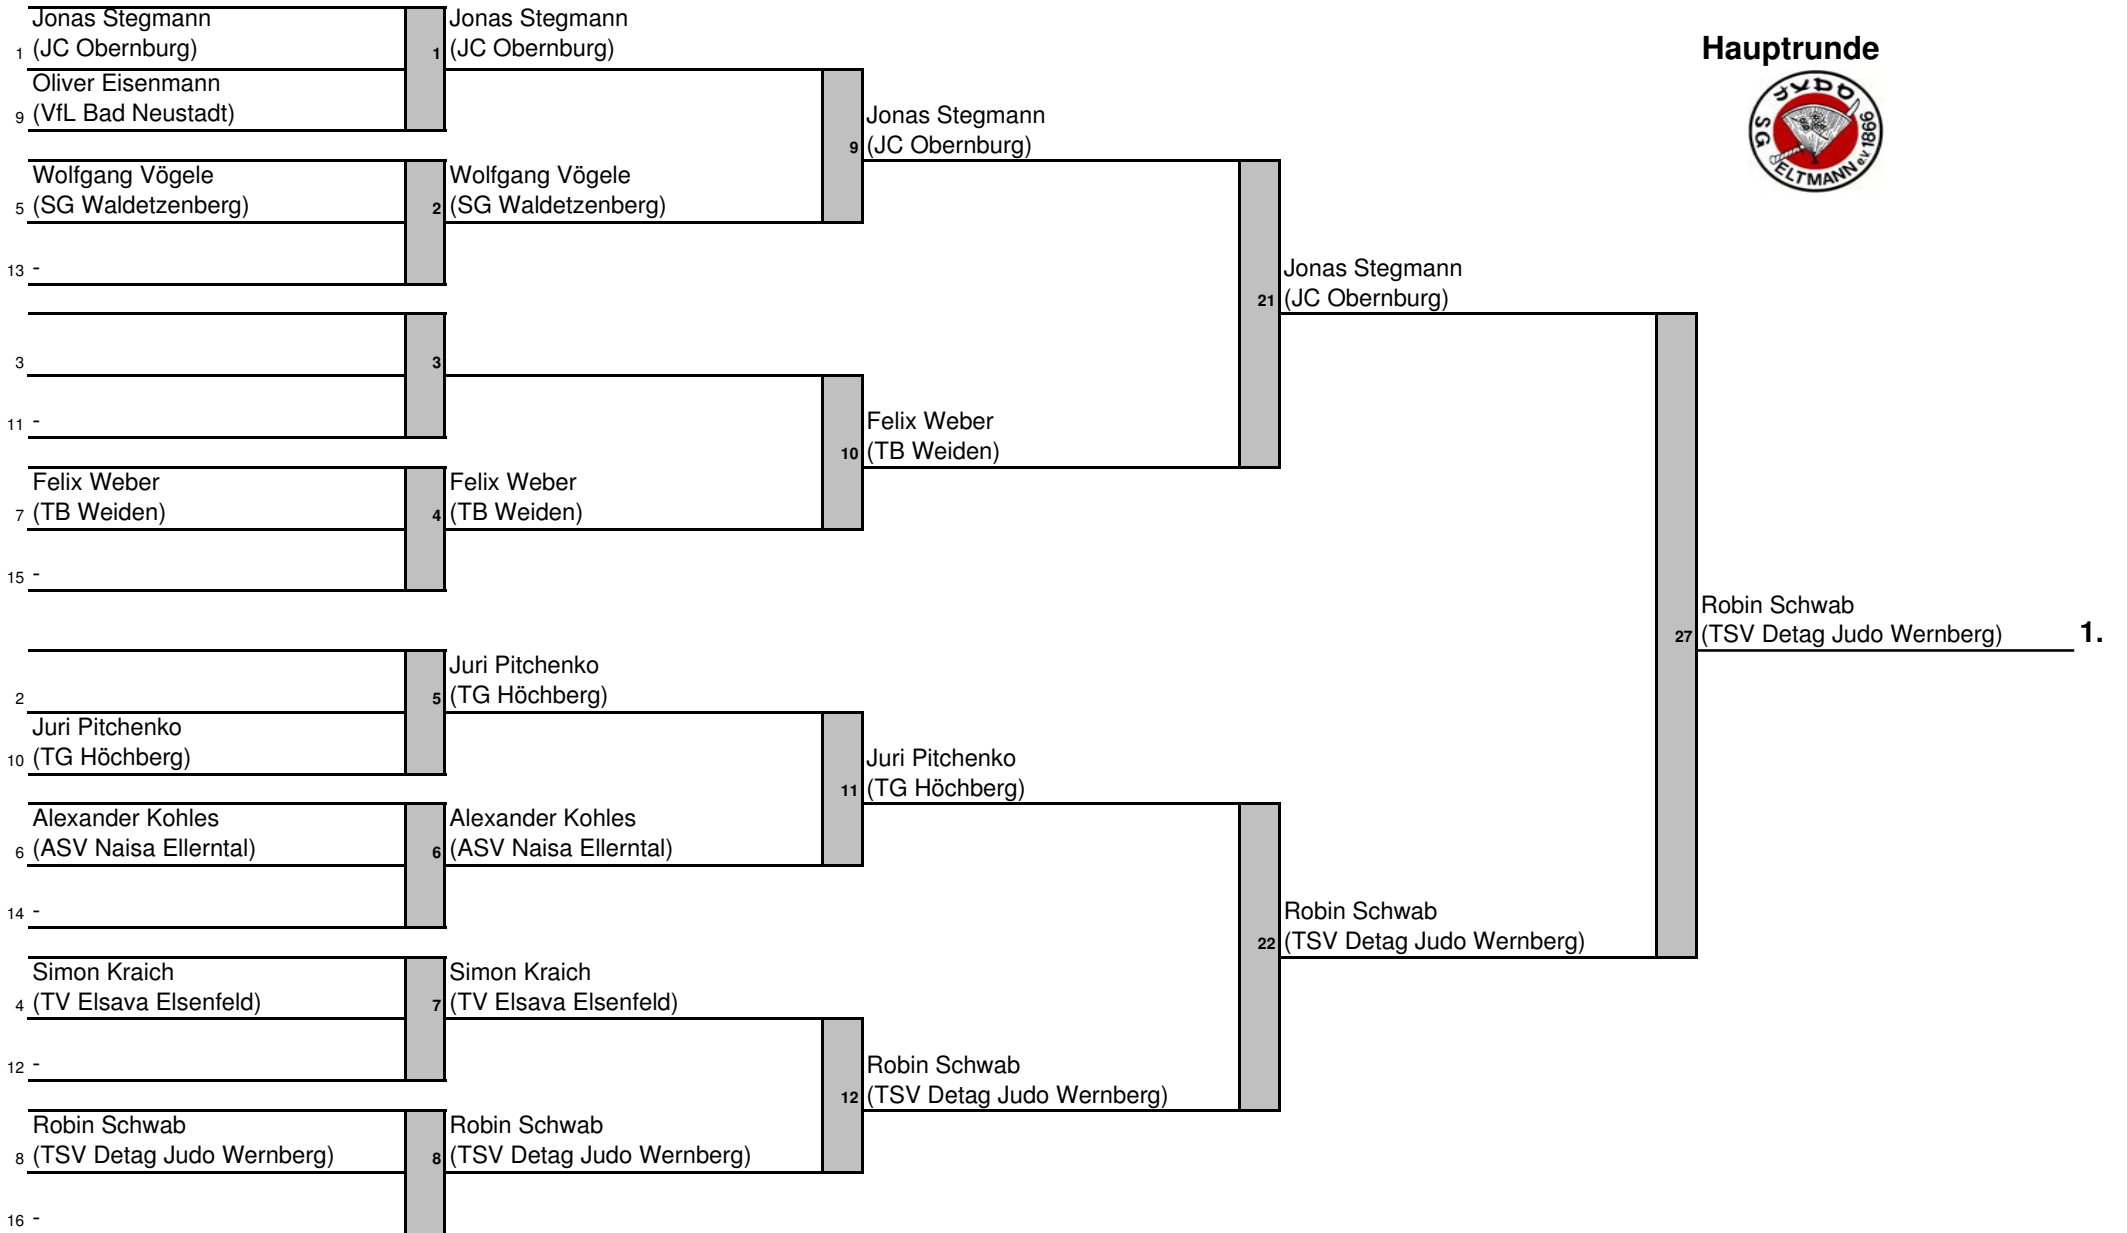 Hauptrunde
JUDO
SG ELTMANN e.V. 1866
Jonas Stegmann
1 (JC Obernburg)
Oliver Eisenmann
9 (VfL Bad Neustadt)
1
Jonas Stegmann
(JC Obernburg)
Wolfgang Vögele
5 (SG Waldetzenberg)
13 -
2
Wolfgang Vögele
(SG Waldetzenberg)
3
11 -
3
Felix Weber
7 (TB Weiden)
15 -
4
Felix Weber
(TB Weiden)
2
Juri Pitchenko
10 (TG Höchberg)
5
Juri Pitchenko
(TG Höchberg)
Alexander Kohles
6 (ASV Naisa Ellerntal)
14 -
6
Alexander Kohles
(ASV Naisa Ellerntal)
Simon Kraich
4 (TV Elsava Elsenfeld)
12 -
7
Simon Kraich
(TV Elsava Elsenfeld)
Robin Schwab
8 (TSV Detag Judo Wernberg)
16 -
8
Robin Schwab
(TSV Detag Judo Wernberg)
Jonas Stegmann
9 (JC Obernburg)
Felix Weber
10 (TB Weiden)
Juri Pitchenko
11 (TG Höchberg)
Robin Schwab
12 (TSV Detag Judo Wernberg)
Jonas Stegmann
21 (JC Obernburg)
Robin Schwab
22 (TSV Detag Judo Wernberg)
Robin Schwab
27 (TSV Detag Judo Wernberg) 1.